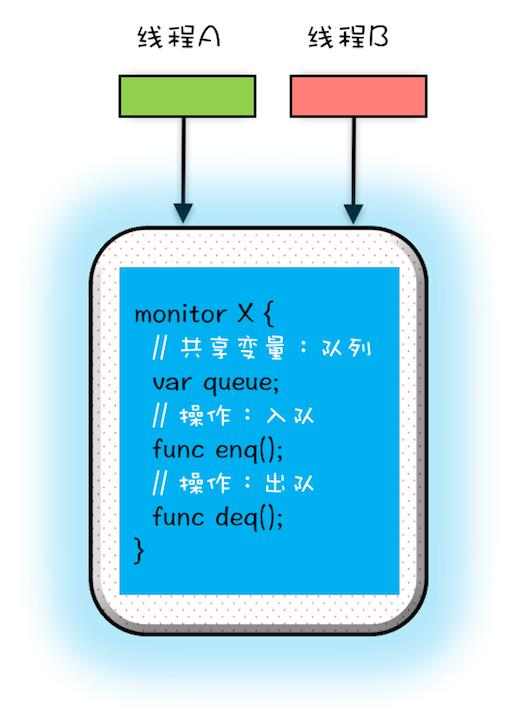 线程A
线程B
monitor X {
// 共享变量：队列
var queue;
// 操作：入队
func enq();
// 操作：出队
func deq();
}